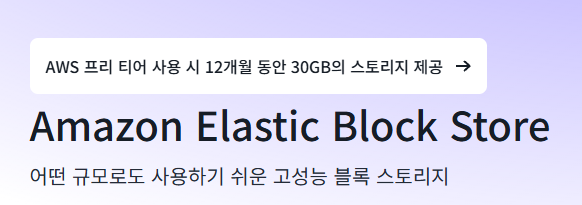 AWS 프리 티어 사용 시 12개월 동안 30GB의 스토리지 제공 →
Amazon Elastic Block Store
어떤 규모로도 사용하기 쉬운 고성능 블록 스토리지